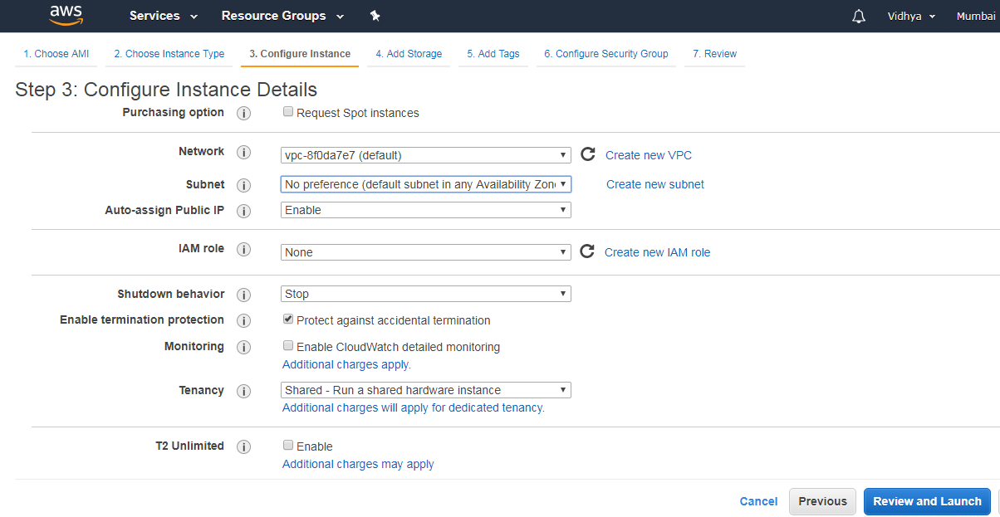 aws Services Resource Groups Vidhya Mumbai
1. Choose AMI 2. Choose Instance Type 3. Configure Instance 4. Add Storage 5. Add Tags 6. Configure Security Group 7. Review
Step 3: Configure Instance Details
Purchasing option i Request Spot instances
Network i vpc-8f0da7e7 (default) Create new VPC
Subnet i No preference (default subnet in any Availability Zon Create new subnet
Auto-assign Public IP i Enable
IAM role i None Create new IAM role
Shutdown behavior i Stop
Enable termination protection i Protect against accidental termination
Monitoring i Enable CloudWatch detailed monitoring
Additional charges apply.
Tenancy i Shared - Run a shared hardware instance
Additional charges will apply for dedicated tenancy.
T2 Unlimited i Enable
Additional charges may apply
Cancel Previous Review and Launch